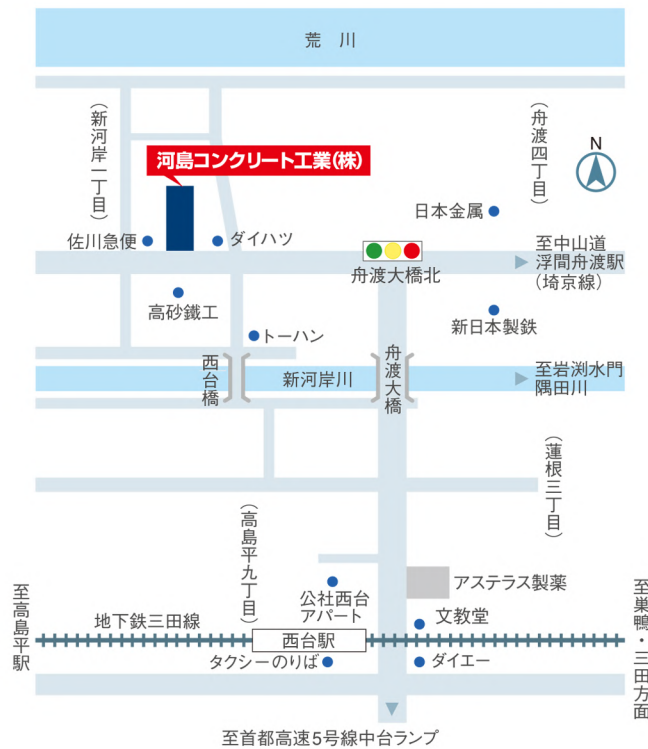 荒川
(新河岸一丁目)
(舟渡四丁目)
N
河島コンクリート工業(株)
日本金属
佐川急便
ダイハツ
舟渡大橋北
至中山道
浮間舟渡駅
(埼京線)
高砂鐵工
新日本製鉄
トーハン
西台橋
新河岸川
舟渡大橋
至岩渕水門
隅田川
(蓮根三丁目)
(高島平九丁目)
アステラス製薬
公社西台
アパート
文教堂
至高島平駅
地下鉄三田線
西台駅
至巣鴨・三田方面
タクシーのりば
ダイエー
至首都高速5号線中台ランプ